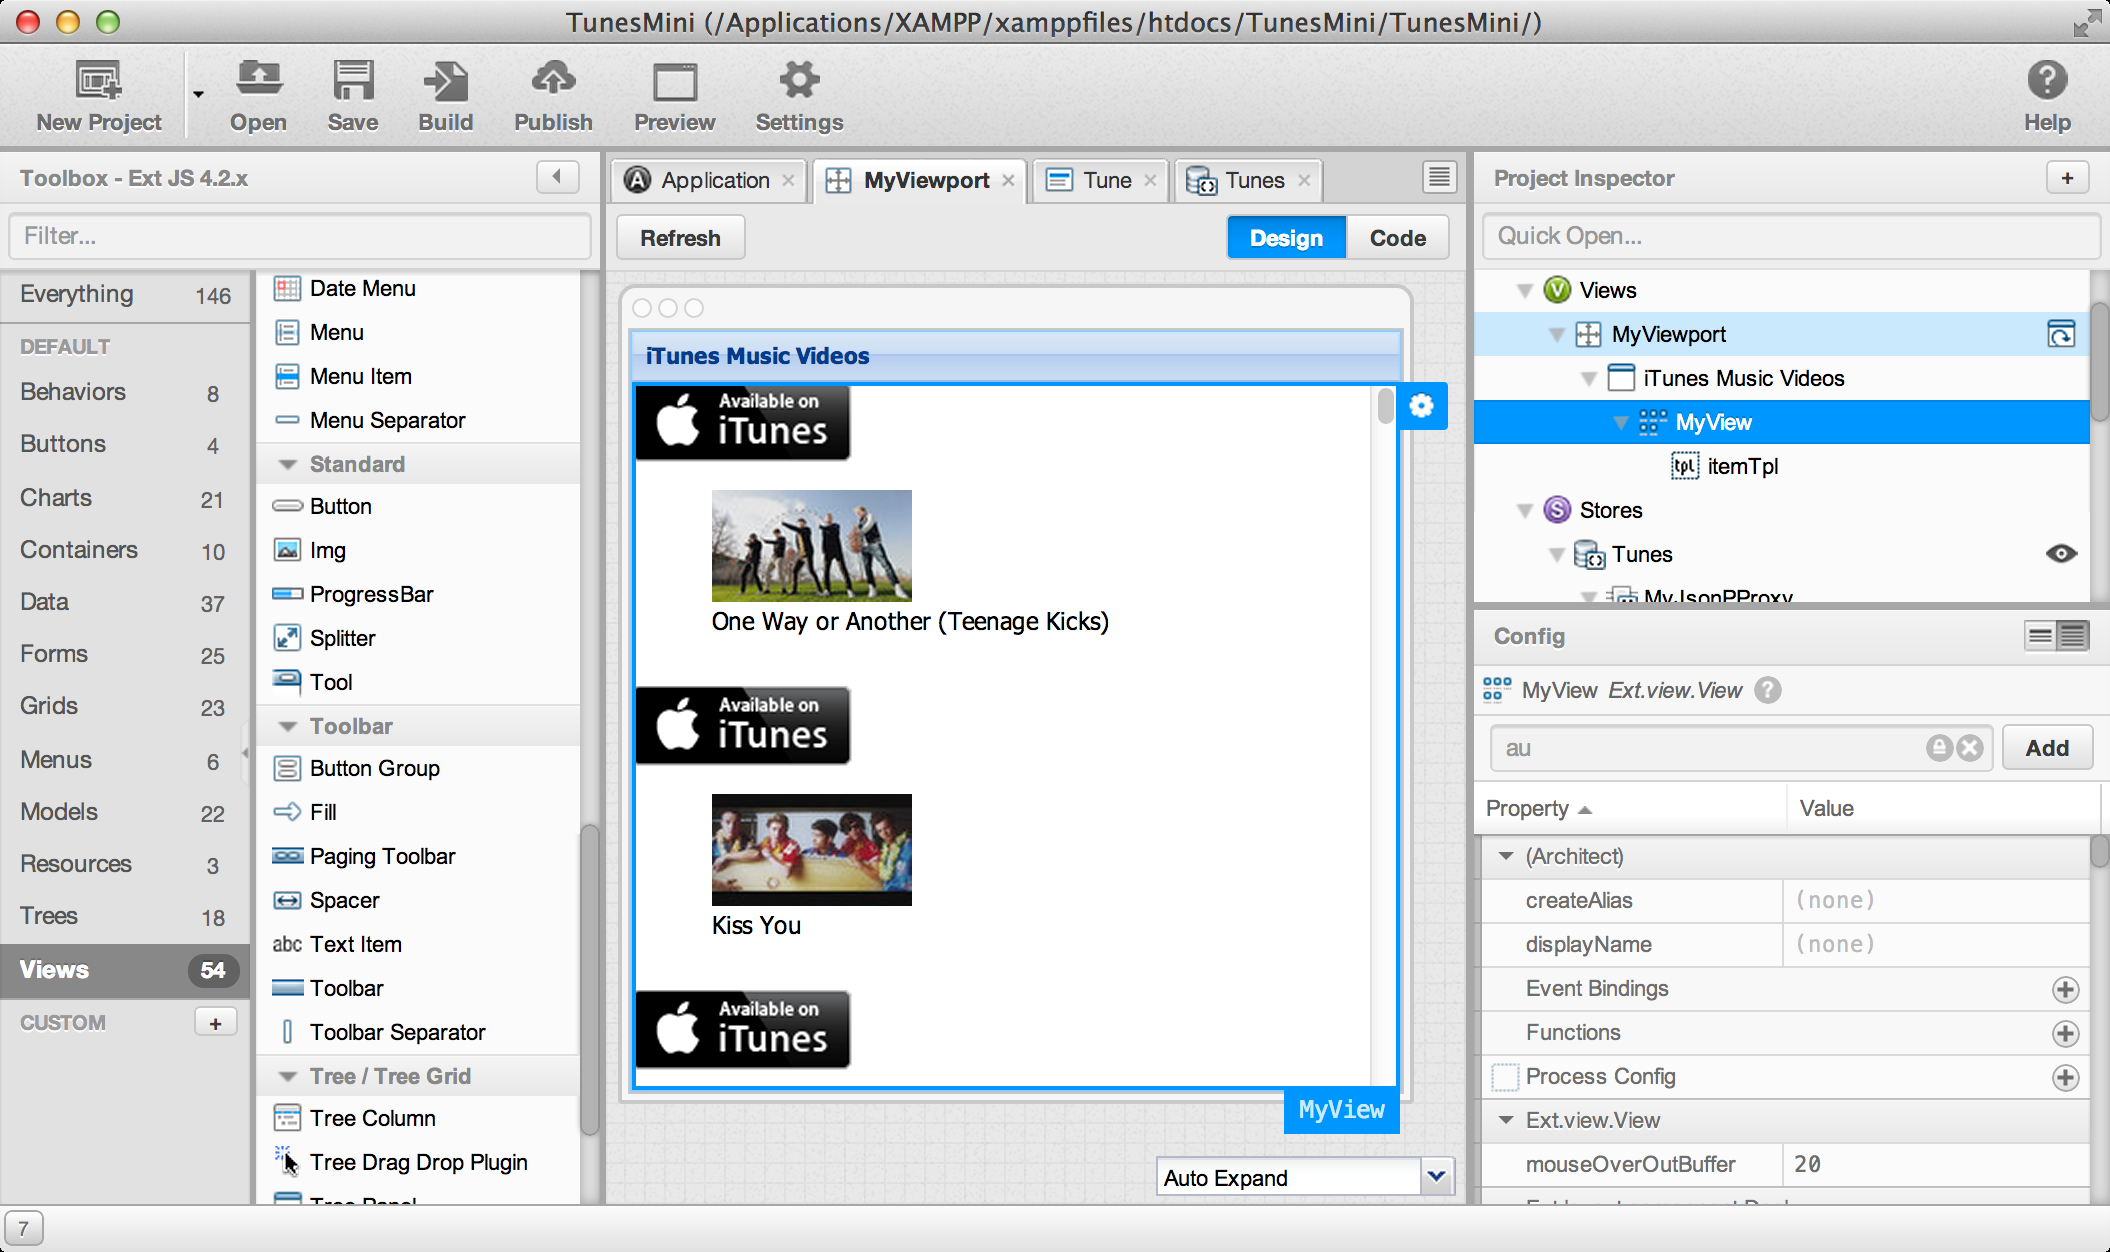 TunesMini (/Applications/XAMPP/xamppfiles/htdocs/TunesMini/TunesMini/)
New Project
Open
Save
Build
Publish
Preview
Settings
Help
Toolbox - Ext JS 4.2.x
Filter...
Everything 146
DEFAULT
Behaviors 8
Buttons 4
Charts 21
Containers 10
Data 37
Forms 25
Grids 23
Menus 6
Models 22
Resources 3
Trees 18
Views 54
CUSTOM +
Date Menu
Menu
Menu Item
Menu Separator
Standard
Button
Img
ProgressBar
Splitter
Tool
Toolbar
Button Group
Fill
Paging Toolbar
Spacer
abc Text Item
Toolbar
Toolbar Separator
Tree / Tree Grid
Tree Column
Tree Drag Drop Plugin
Tree Panel
Application
MyViewport
Tune
Tunes
Refresh
Design
Code
iTunes Music Videos
Available on
iTunes
One Way or Another (Teenage Kicks)
Available on
iTunes
Kiss You
Available on
iTunes
MyView
Auto Expand
Project Inspector +
Quick Open...
V Views
MyViewport
iTunes Music Videos
MyView
tpl itemTpl
S Stores
Tunes
MyJsonPProxy
Config
MyView Ext.view.View ?
au
Add
Property Value
(Architect)
createAlias (none)
displayName (none)
Event Bindings
Functions
Process Config
Ext.view.View
mouseOverOutBuffer 20
7